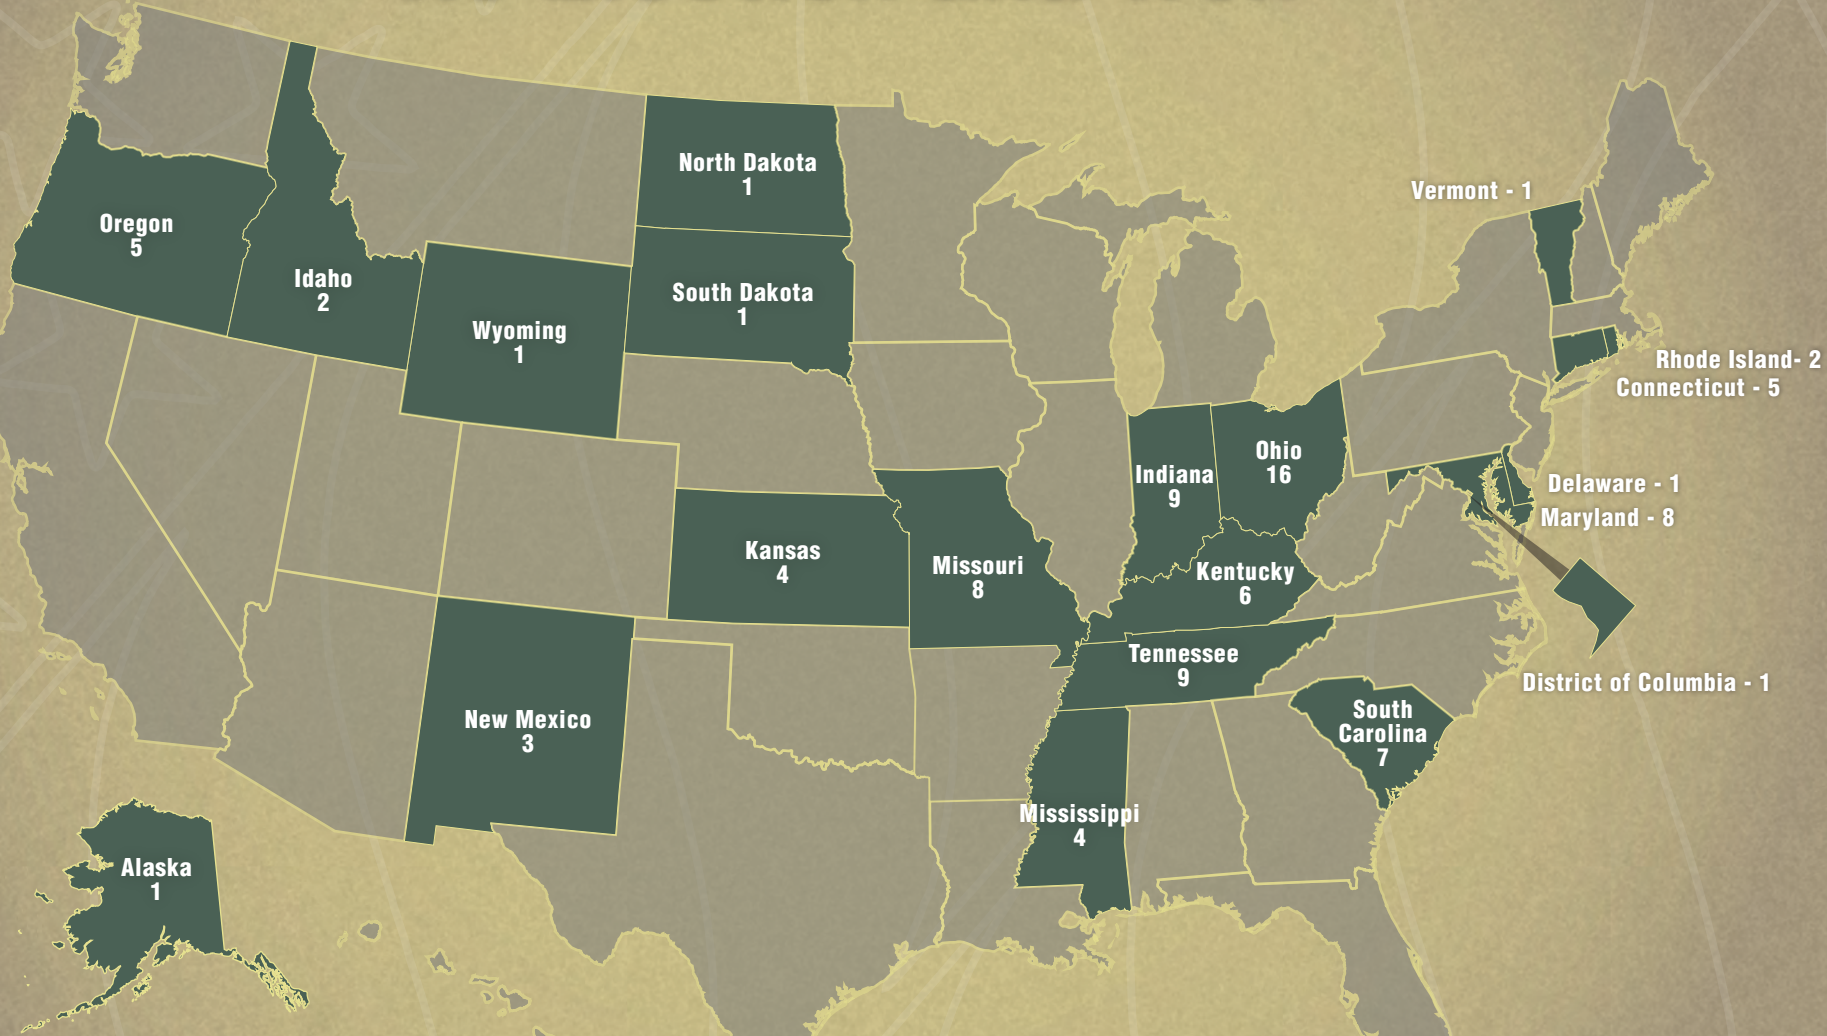 North Dakota
1
Vermont - 1
Oregon
5
Idaho
2
South Dakota
1
Wyoming
1
Rhode Island- 2
Connecticut - 5
Ohio
16
Indiana
9
Delaware - 1
Maryland - 8
Kansas
4
Missouri
8
Kentucky
6
Tennessee
9
District of Columbia - 1
New Mexico
3
South
Carolina
7
Mississippi
4
Alaska
1